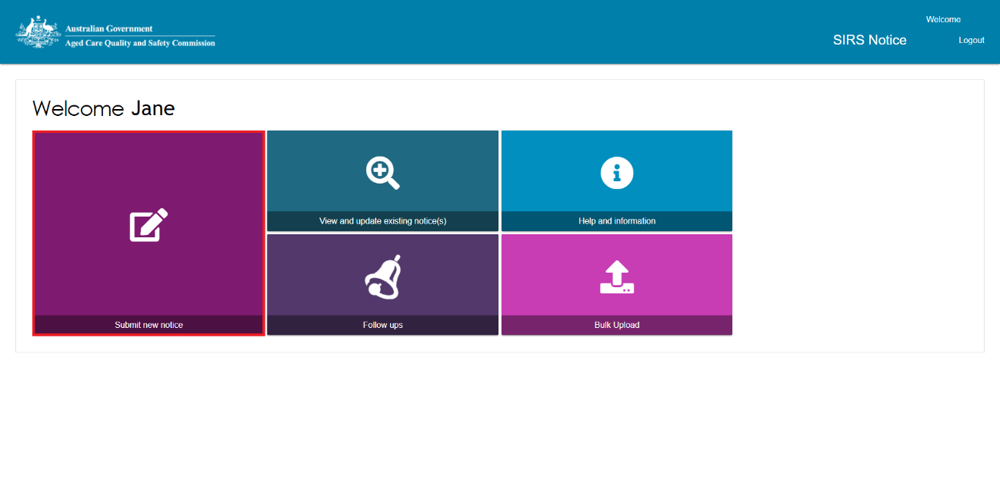 Australian Government
Aged Care Quality and Safety Commission
Welcome
SIRS Notice
Logout
Welcome Jane
Submit new notice
View and update existing notice(s)
Help and information
Follow ups
Bulk Upload